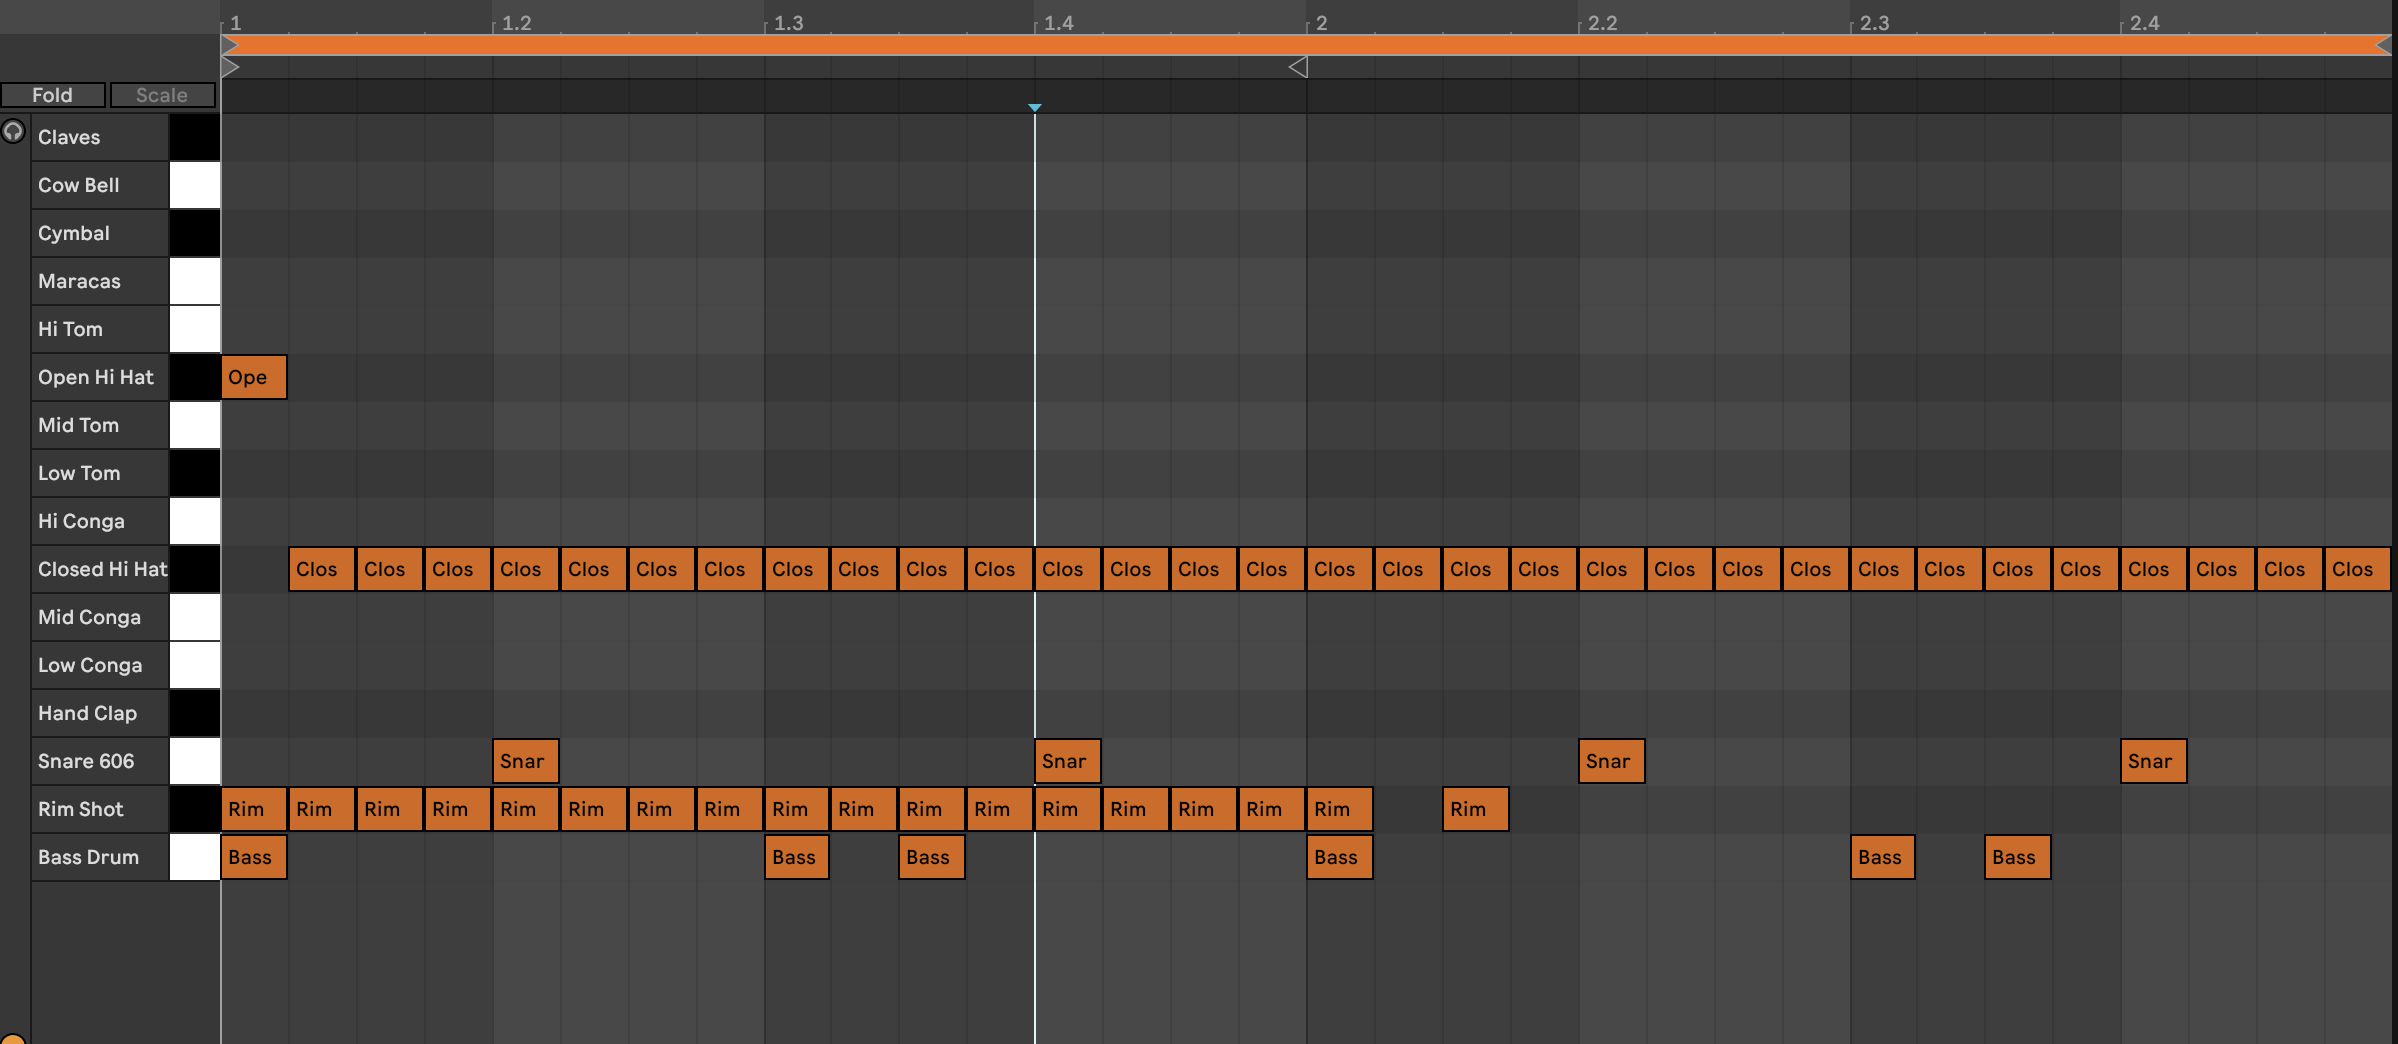 1 1.2 1.3 1.4 2 2.2 2.3 2.4
Fold Scale
Claves
Cow Bell
Cymbal
Maracas
Hi Tom
Open Hi Hat Ope
Mid Tom
Low Tom
Hi Conga
Closed Hi Hat Clos Clos Clos Clos Clos Clos Clos Clos Clos Clos Clos Clos Clos Clos Clos Clos Clos Clos Clos Clos Clos Clos Clos Clos Clos Clos Clos Clos Clos Clos Clos
Mid Conga
Low Conga
Hand Clap
Snare 606 Snar Snar Snar Snar
Rim Shot Rim Rim Rim Rim Rim Rim Rim Rim Rim Rim Rim Rim Rim Rim Rim Rim Rim Rim
Bass Drum Bass Bass Bass Bass Bass Bass